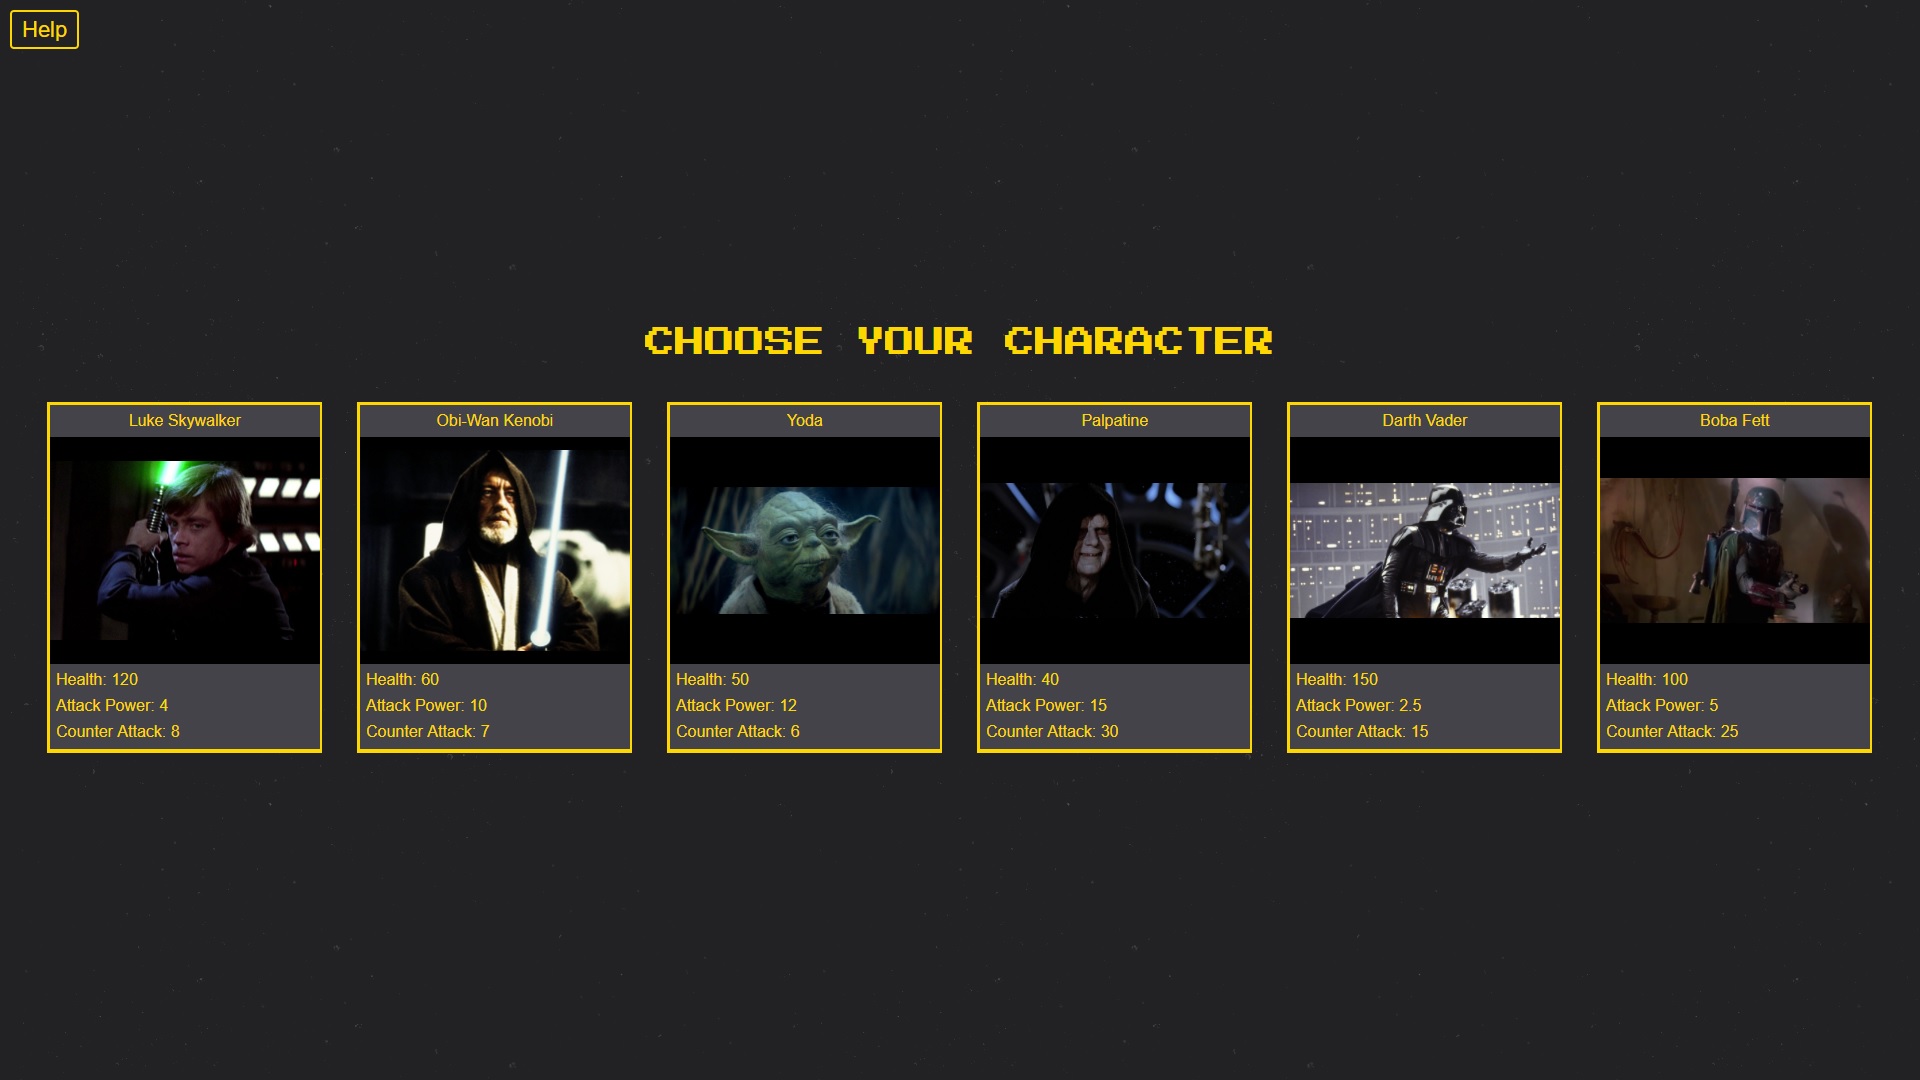 Help
CHOOSE YOUR CHARACTER
Luke Skywalker
Health: 120
Attack Power: 4
Counter Attack: 8
Obi-Wan Kenobi
Health: 60
Attack Power: 10
Counter Attack: 7
Yoda
Health: 50
Attack Power: 12
Counter Attack: 6
Palpatine
Health: 40
Attack Power: 15
Counter Attack: 30
Darth Vader
Health: 150
Attack Power: 2.5
Counter Attack: 15
Boba Fett
Health: 100
Attack Power: 5
Counter Attack: 25